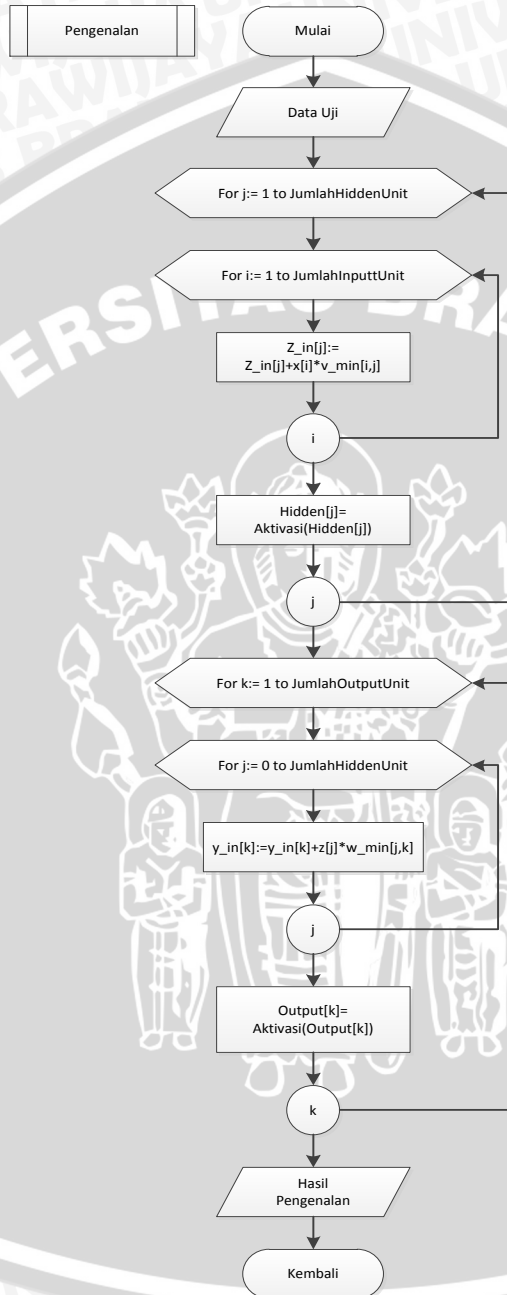 Pengenalan
Mulai
Data Uji
For j:= 1 to JumlahHiddenUnit
For i:= 1 to JumlahInputtUnit
Z_in[j]:=
Z_in[j]+x[i]*v_min[i,j]
i
Hidden[j]=
Aktivasi(Hidden[j])
j
For k:= 1 to JumlahOutputUnit
For j:= 0 to JumlahHiddenUnit
y_in[k]:=y_in[k]+z[j]*w_min[j,k]
j
Output[k]=
Aktivasi(Output[k])
k
Hasil
Pengenalan
Kembali